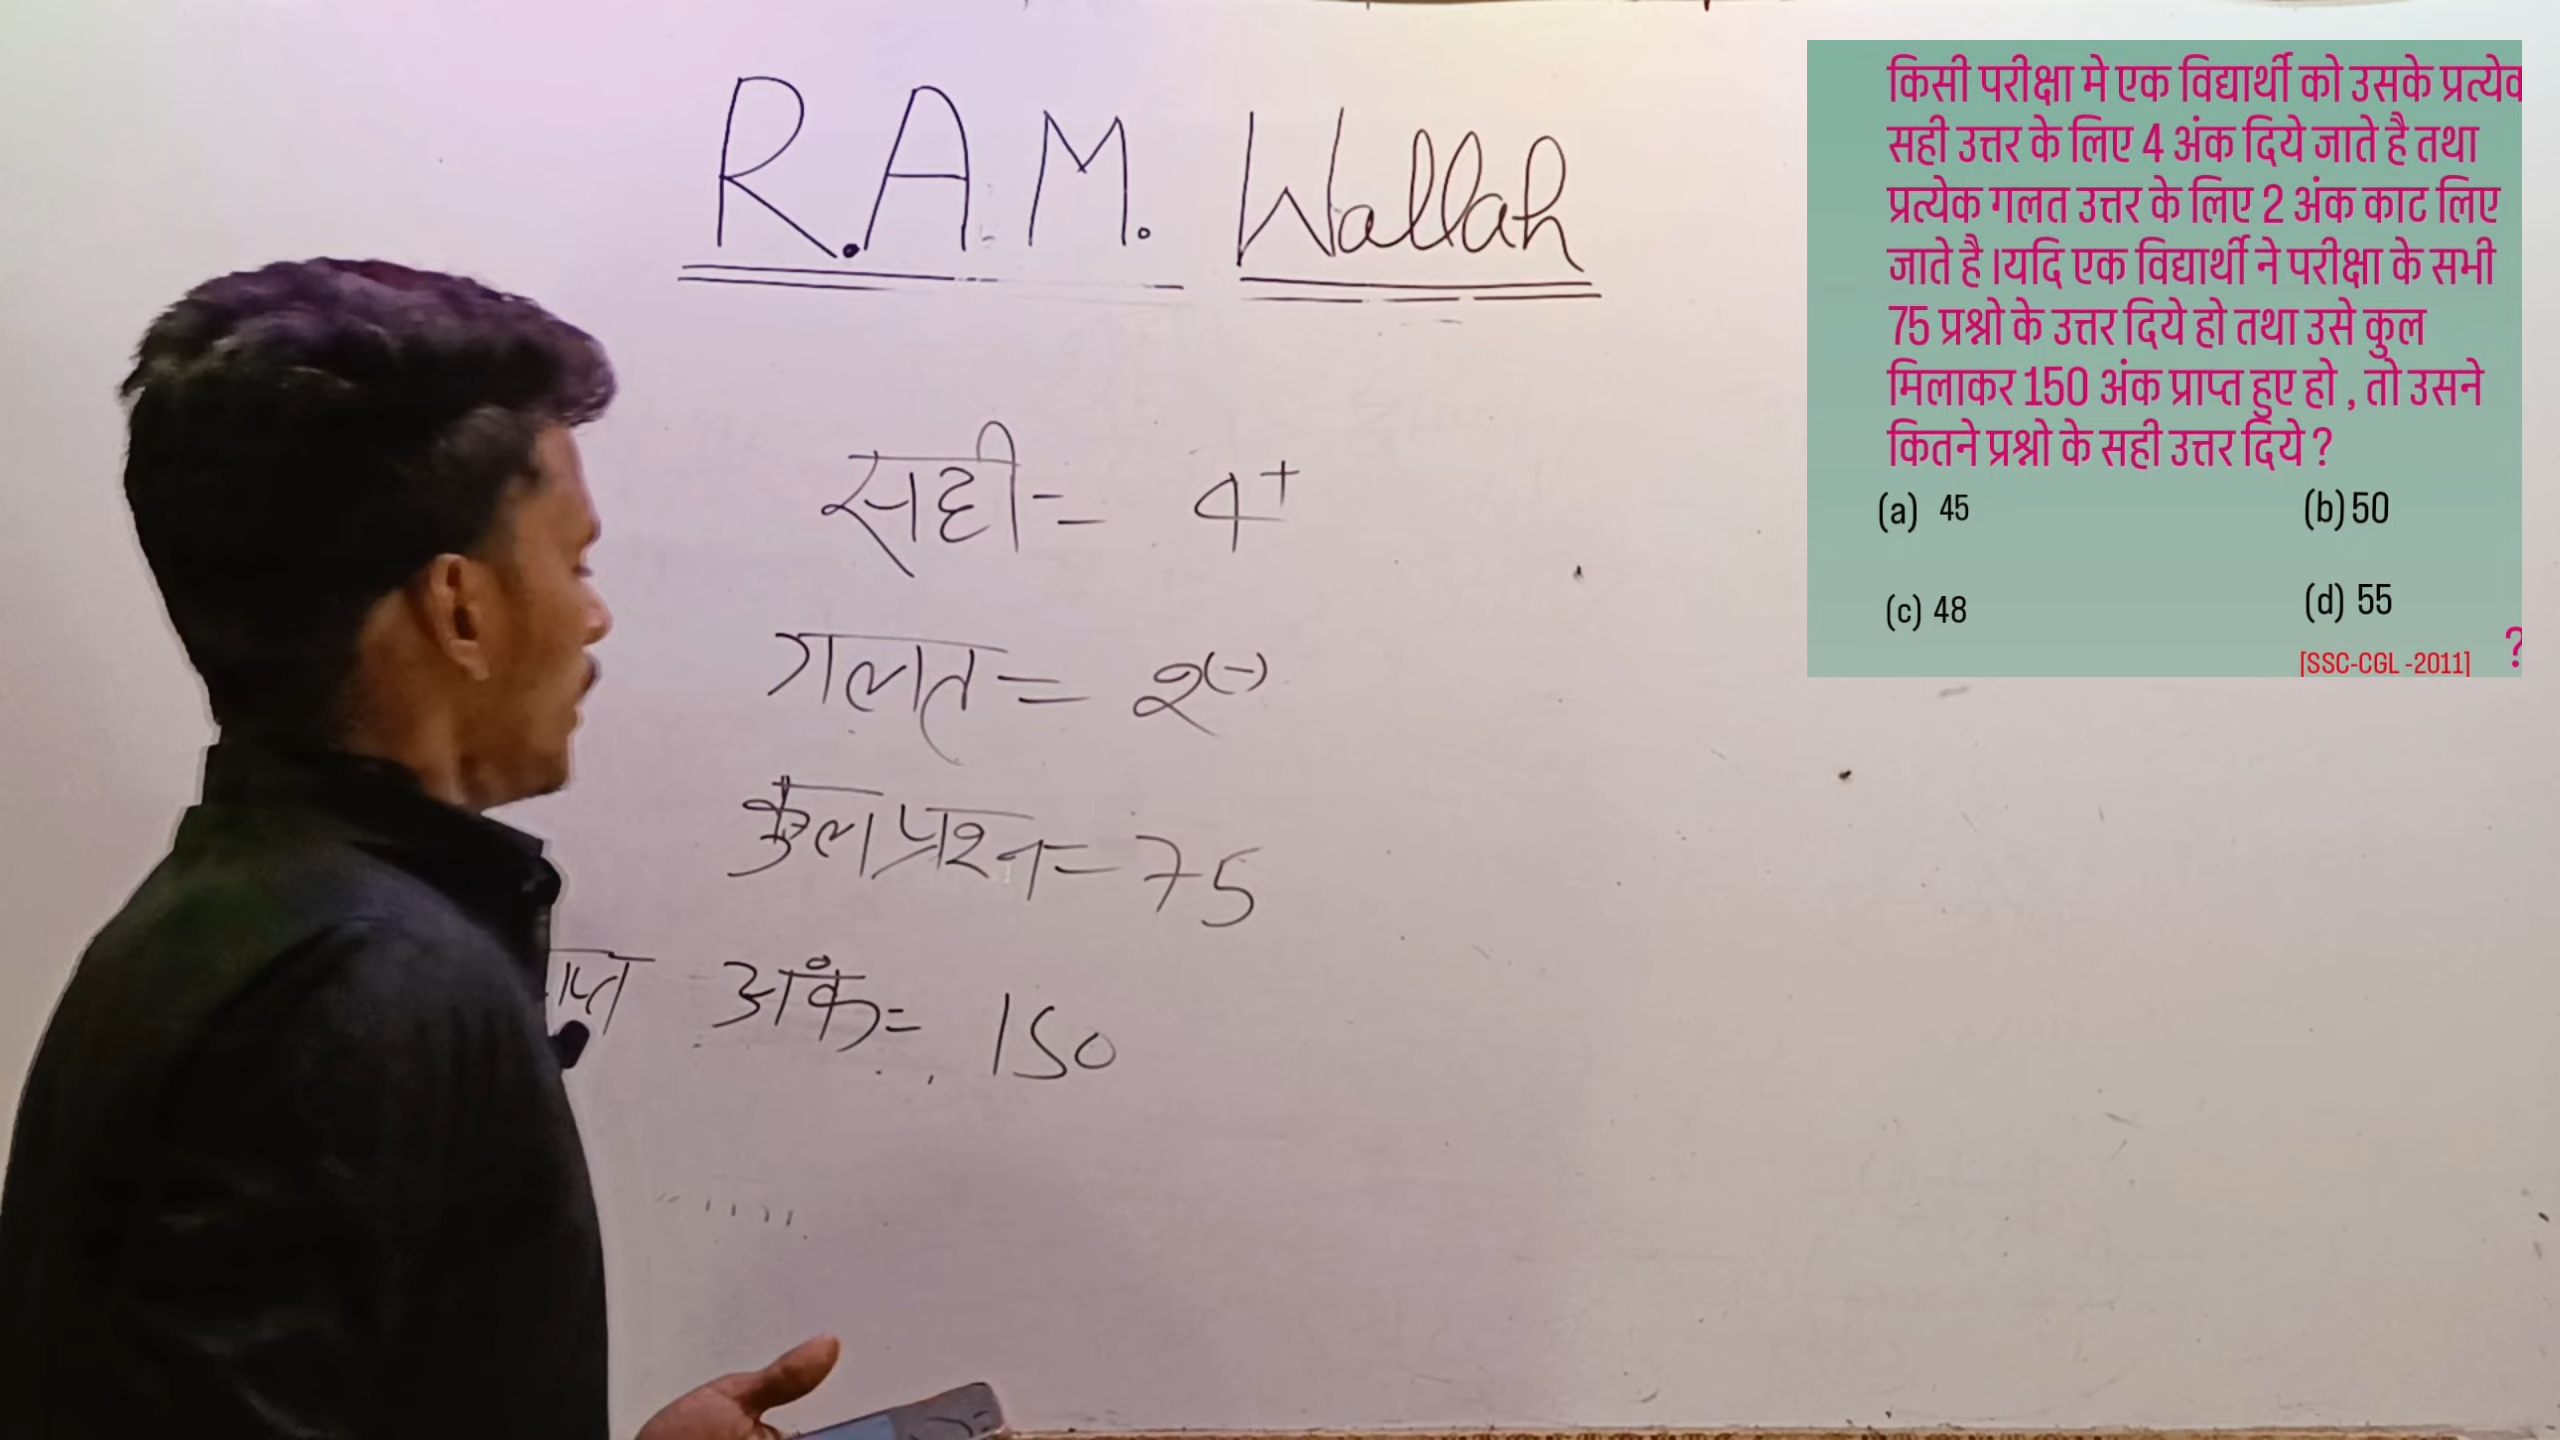 R.A.M. Wallah
सही = 4+
गलत = 2(-)
कुल प्रश्न = 75
अंक = 150
किसी परीक्षा मे एक विद्यार्थी को उसके प्रत्येक
सही उत्तर के लिए 4 अंक दिये जाते है तथा
प्रत्येक गलत उत्तर के लिए 2 अंक काट लिए
जाते है ।यदि एक विद्यार्थी ने परीक्षा के सभी
75 प्रश्नो के उत्तर दिये हो तथा उसे कुल
मिलाकर 150 अंक प्राप्त हुए हो , तो उसने
कितने प्रश्नो के सही उत्तर दिये ?
(a) 45 (b) 50
(c) 48 (d) 55
[SSC-CGL -2011] ?